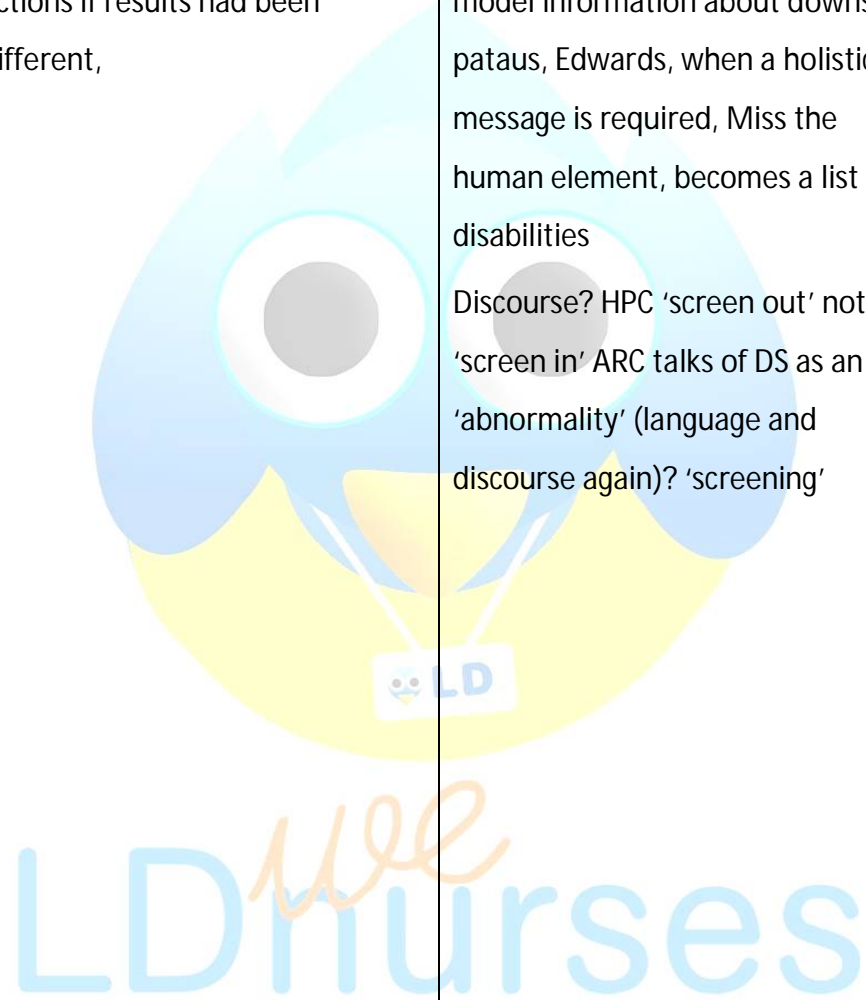 ctions if results had been
ifferent,
model information about downs
pataus, Edwards, when a holistic
message is required, Miss the
human element, becomes a list
disabilities
Discourse? HPC ‘screen out’ not
‘screen in’ ARC talks of DS as an
‘abnormality’ (language and
discourse again)? ‘screening’
LD
we
LDnurses